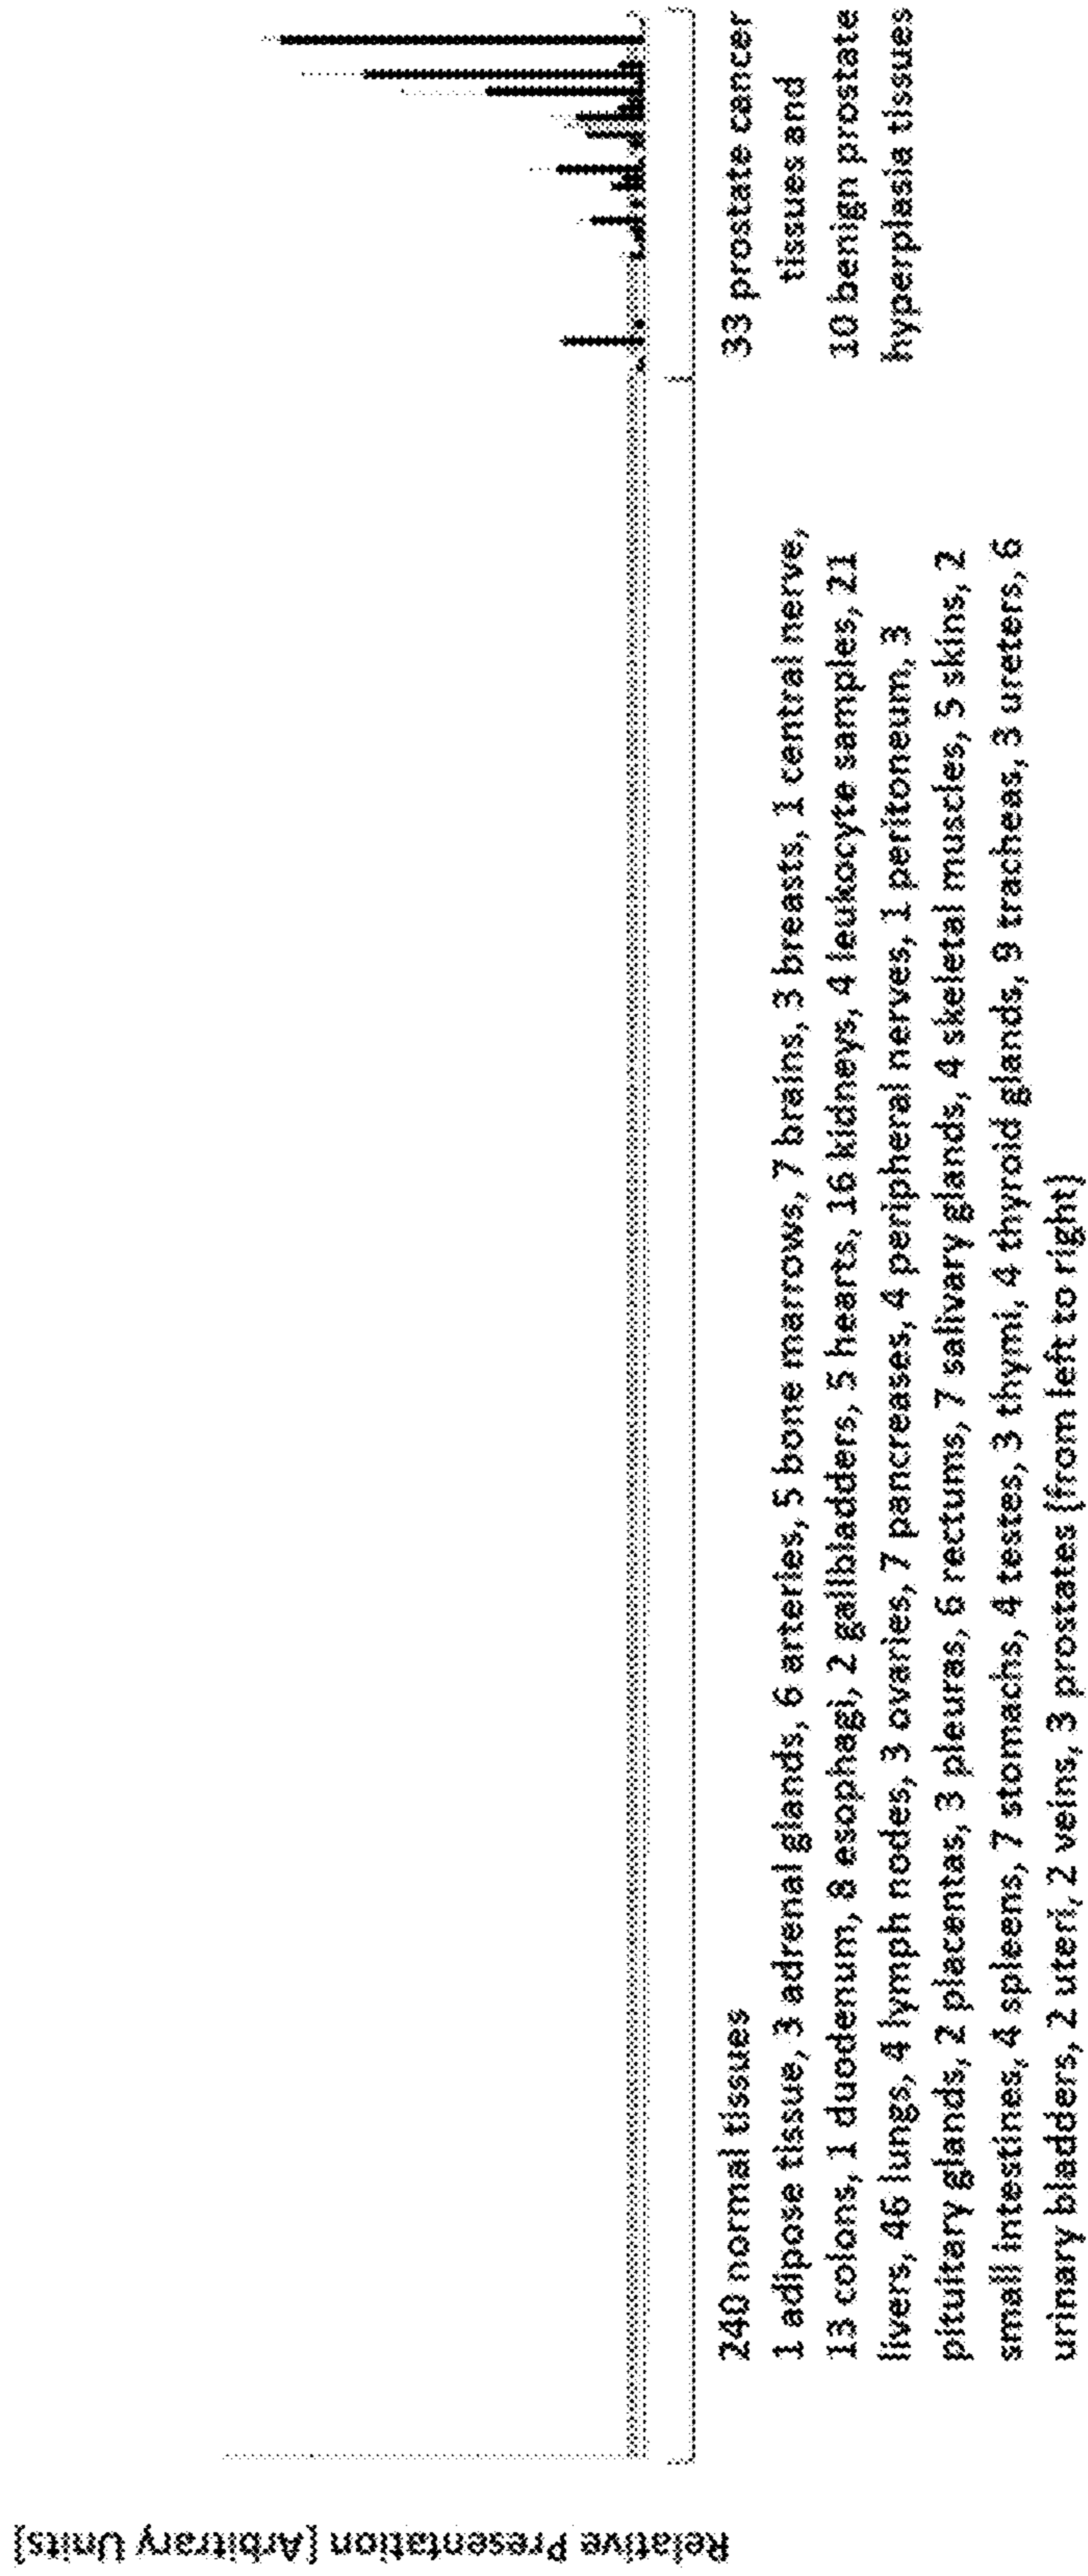 Relative Presentation [Arbitrary Units]
240 normal tissues
1 adipose tissue, 3 adrenal glands, 6 arteries, 5 bone marrows, 7 brains, 3 breasts, 1 central nerve,
13 colons, 1 duodenum, 8 esophagi, 2 gallbladders, 5 hearts, 16 kidneys, 4 leukocyte samples, 21
livers, 46 lungs, 4 lymph nodes, 3 ovaries, 7 pancreases, 4 peripheral nerves, 1 peritoneum, 3
pituitary glands, 2 placentas, 3 pleuras, 6 rectums, 7 salivary glands, 4 skeletal muscles, 5 skins, 2
small intestines, 4 spleens, 7 stomachs, 4 testes, 3 thymi, 4 thyroid glands, 9 tracheas, 3 ureters, 6
urinary bladders, 2 uteri, 2 veins, 3 prostates (from left to right)
33 prostate cancer
tissues and
10 benign prostate
hyperplasia tissues